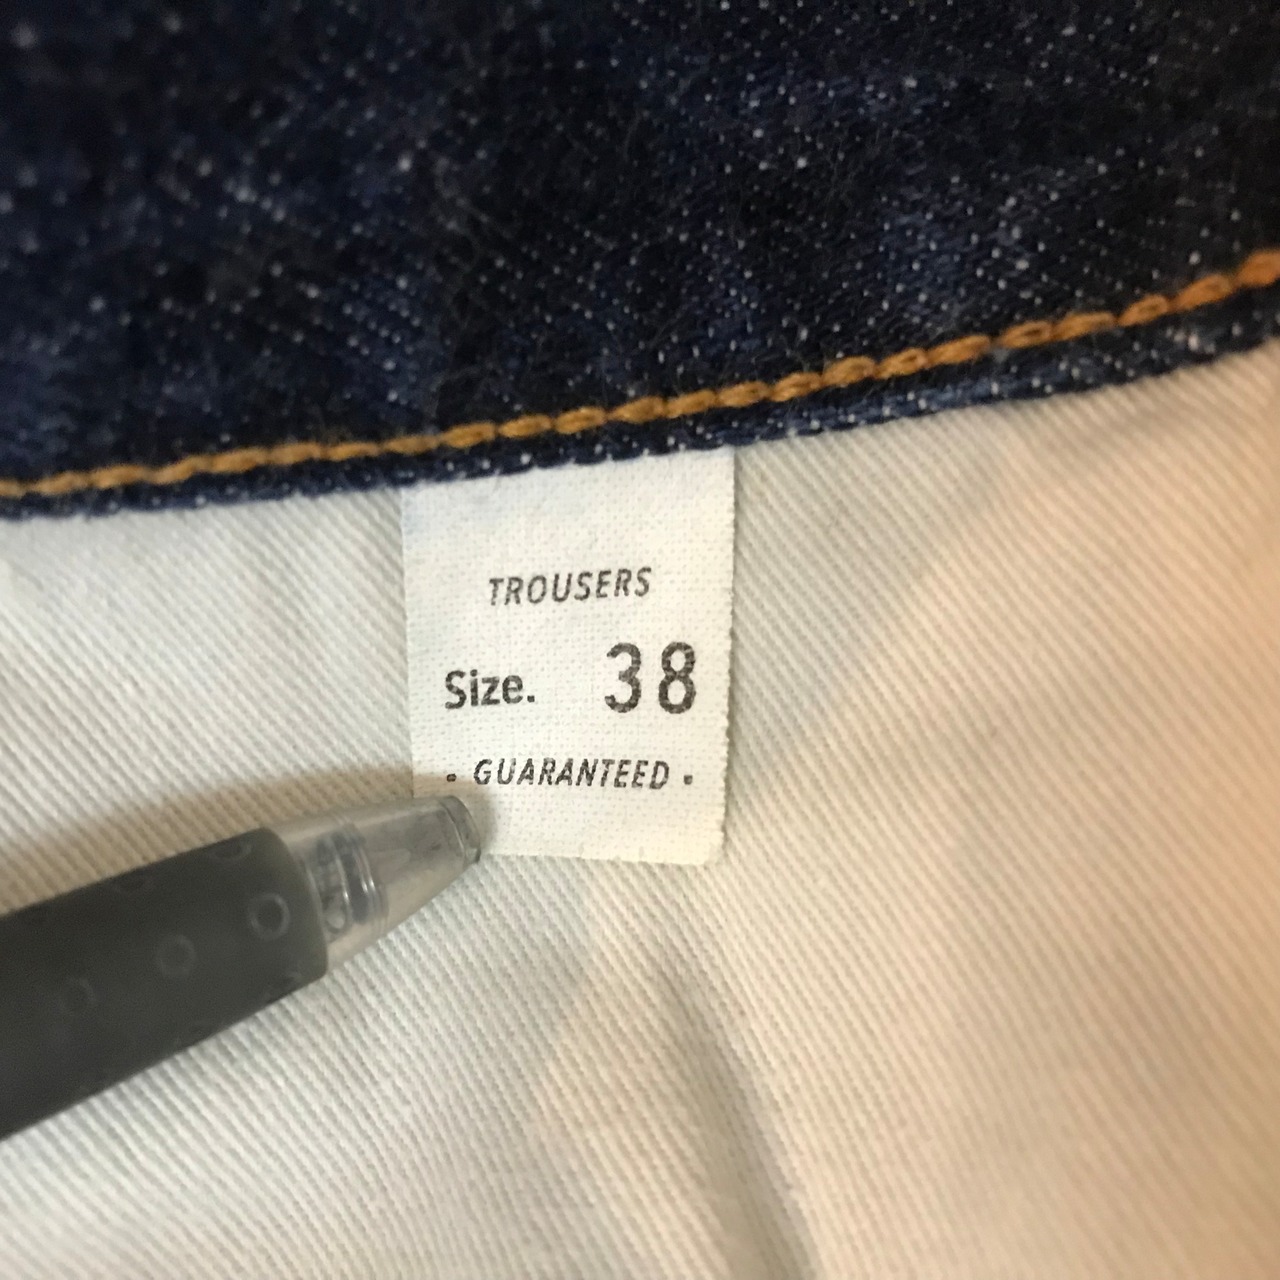 TROUSERS
Size. 38
· GUARANTEED ·